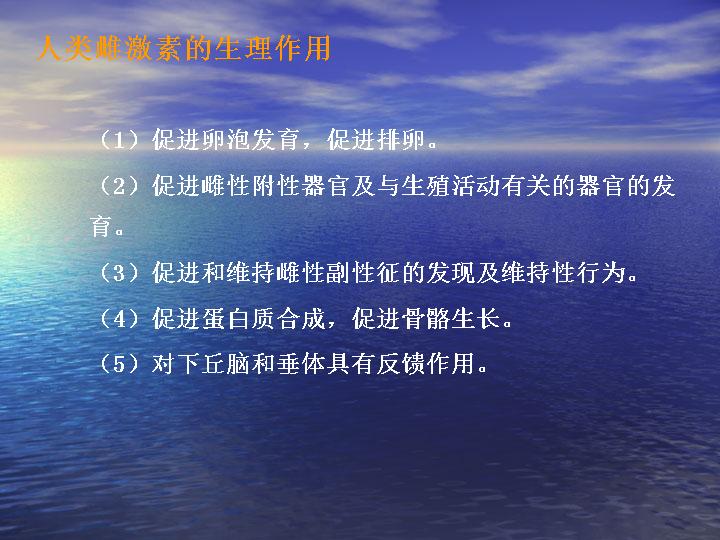 人类雌激素的生理作用
（1）促进卵泡发育，促进排卵。
（2）促进雌性附性器官及与生殖活动有关的器官的发
育。
（3）促进和维持雌性副性征的发现及维持性行为。
（4）促进蛋白质合成，促进骨骼生长。
（5）对下丘脑和垂体具有反馈作用。